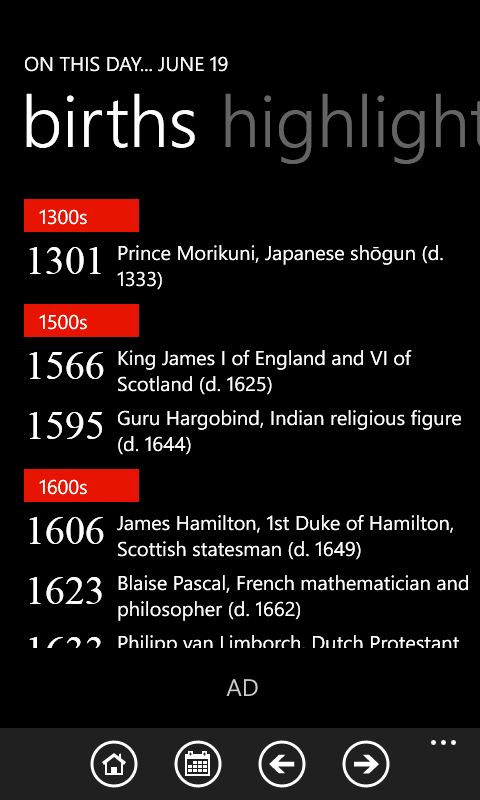 ON THIS DAY... JUNE 19
births highlight
1300s
1301 Prince Morikuni, Japanese shōgun (d.
1333)
1500s
1566 King James I of England and VI of
Scotland (d. 1625)
1595 Guru Hargobind, Indian religious figure
(d. 1644)
1600s
1606 James Hamilton, 1st Duke of Hamilton,
Scottish statesman (d. 1649)
1623 Blaise Pascal, French mathematician and
philosopher (d. 1662)
Philipp van Limborch, Dutch Protestant
AD